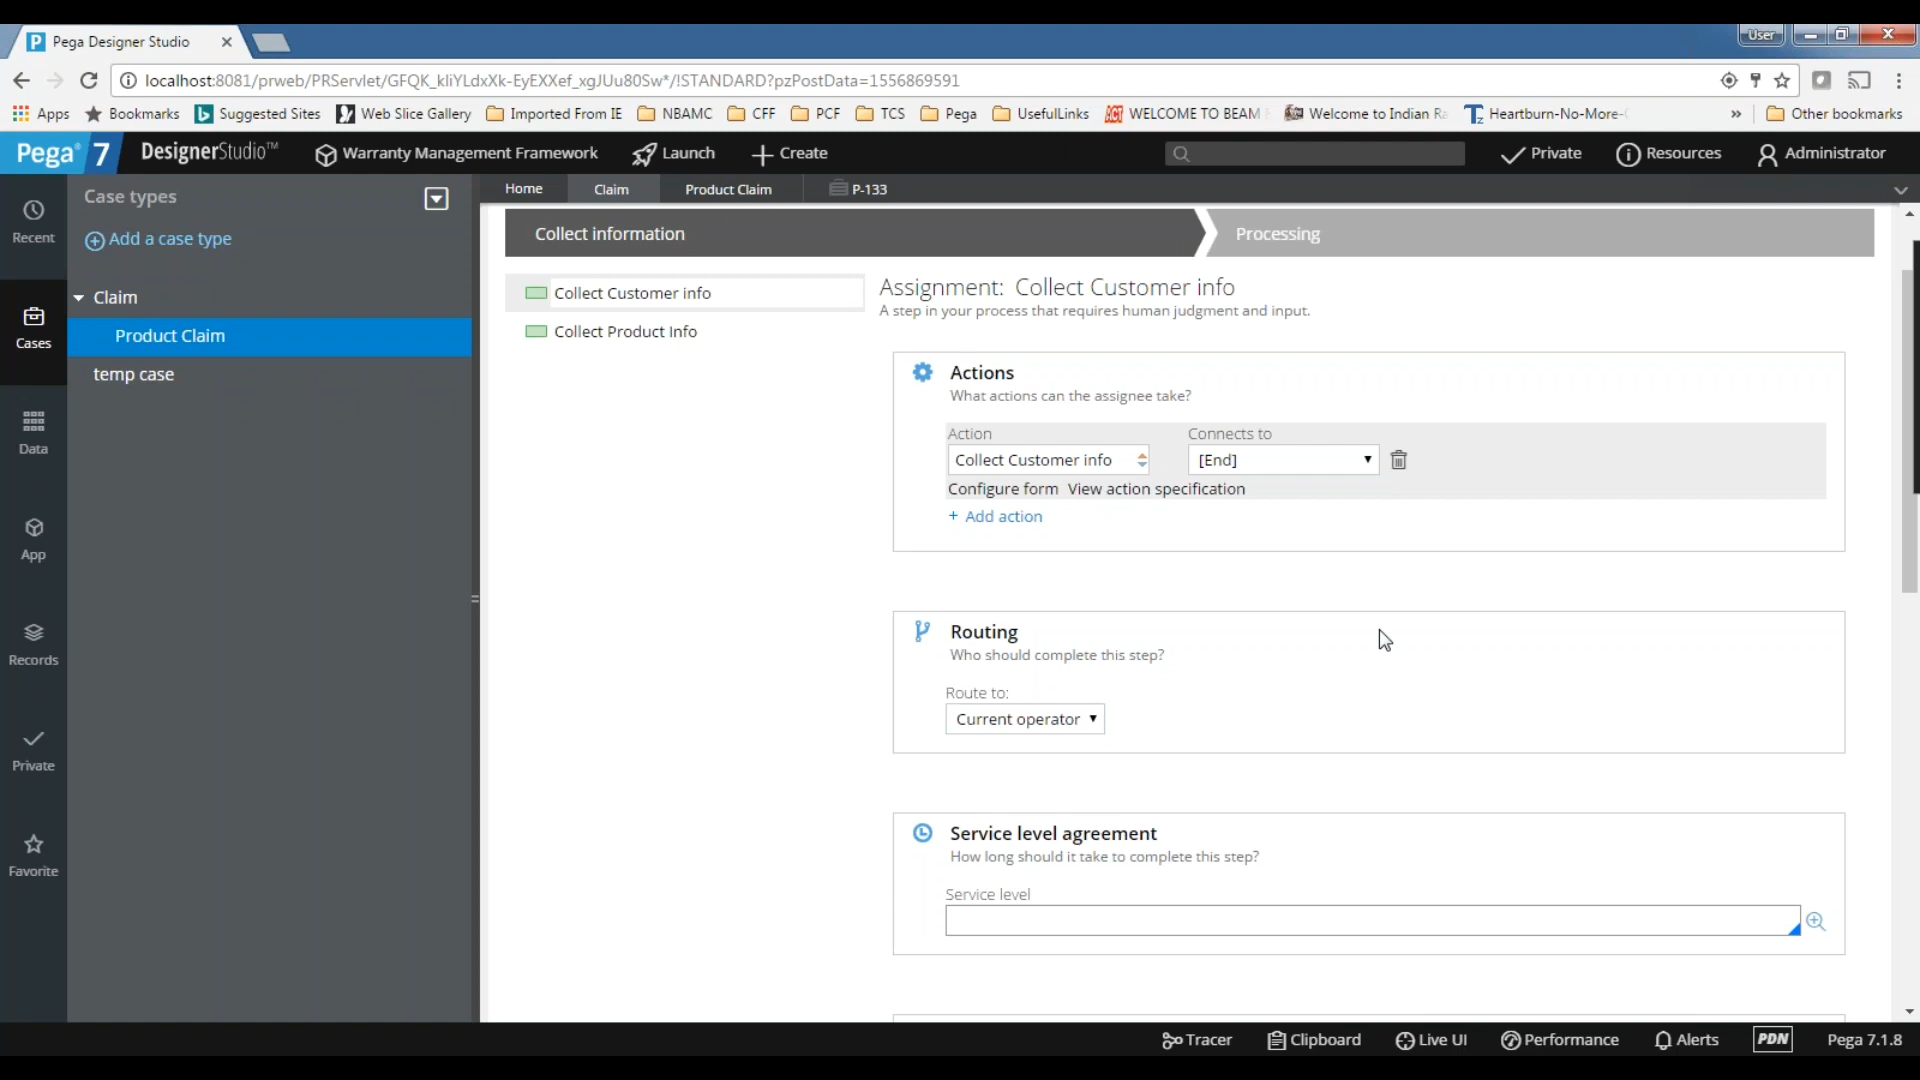 Pega Designer Studio
User
localhost:8081/prweb/PRServlet/GFQK_kliYLdxXk-EyEXXef_xgJUu80Sw*/!STANDARD?pzPostData=1556869591
Apps Bookmarks Suggested Sites Web Slice Gallery Imported From IE NBAMC CFF PCF TCS Pega UsefulLinks WELCOME TO BEAM Welcome to Indian Ra Heartburn-No-More- » Other bookmarks
Pega 7 DesignerStudio™ Warranty Management Framework Launch Create Private Resources Administrator
Home Claim Product Claim P-133
Case types
Add a case type
Claim
Product Claim
temp case
Recent
Cases
Data
App
Records
Private
Favorite
Collect information Processing
Collect Customer info
Collect Product Info
Assignment: Collect Customer info
A step in your process that requires human judgment and input.
Actions
What actions can the assignee take?
Action Connects to
Collect Customer info [End]
Configure form View action specification
+ Add action
Routing
Who should complete this step?
Route to:
Current operator
Service level agreement
How long should it take to complete this step?
Service level
Tracer Clipboard Live UI Performance Alerts PDN Pega 7.1.8